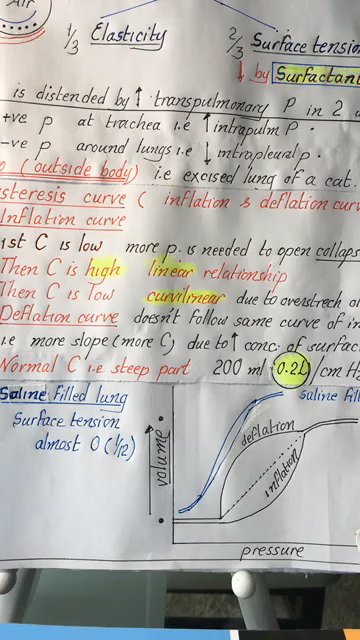 Air
1/3 Elasticity 2/3 Surface tension
↓ by Surfactant
is distended by ↑ transpulmonary P in 2
+ve p at trachea i.e ↑ intrapulm P.
-ve p around lungs i.e ↓ intrapleural p.
(outside body) i.e excised lung of a cat.
steresis curve ( inflation & deflation curv
Inflation curve
1st C is low more p. is needed to open collaps
Then C is high linear relationship
Then C is low curvilinear due to overstrech o
Deflation curve doesn't follow same curve of in
i.e more slope (more C) due to ↑ conc. of surfac
Normal C i.e steep part 200 ml (0.2L)/cm H
Saline filled lung
saline fil
Surface tension
almost 0 (1/12)
volume
deflation
inflation
pressure